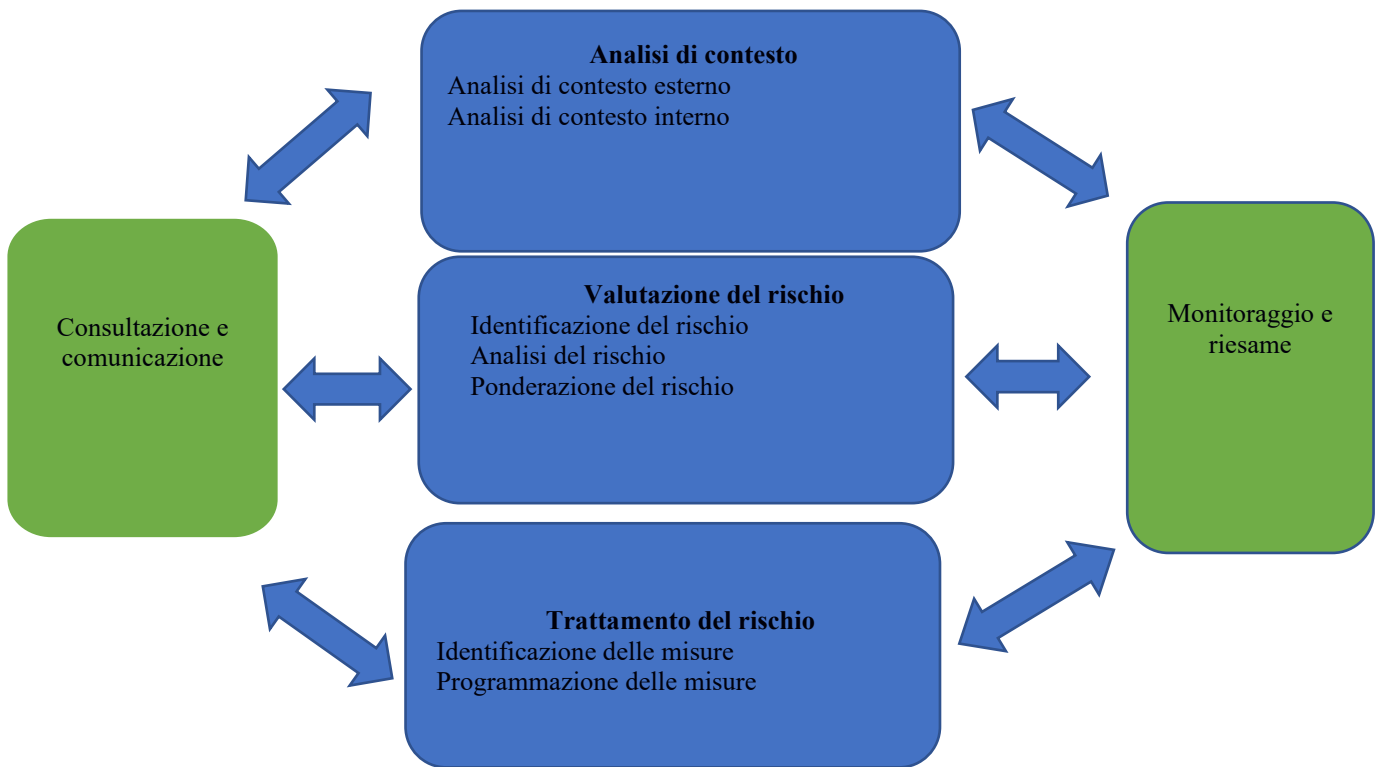 Analisi di contesto
Analisi di contesto esterno
Analisi di contesto interno
Consultazione e
comunicazione
Valutazione del rischio
Identificazione del rischio
Analisi del rischio
Ponderazione del rischio
Monitoraggio e
riesame
Trattamento del rischio
Identificazione delle misure
Programmazione delle misure